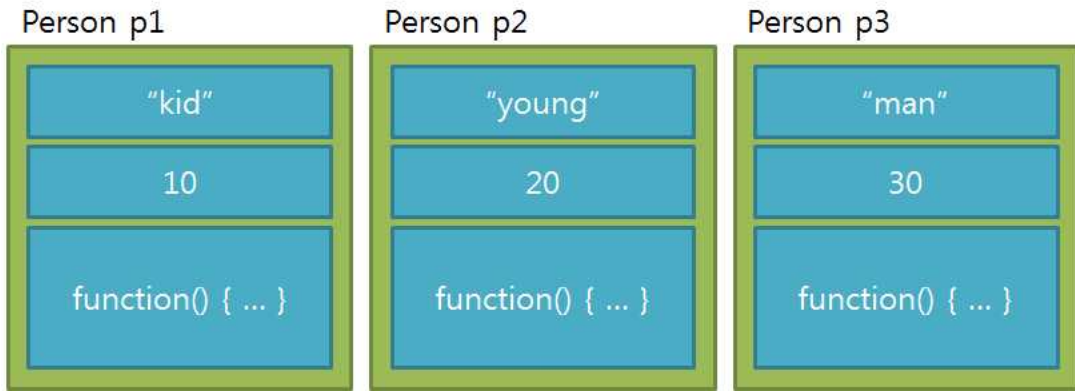 Person p1
“kid”
10
function() { ... }
Person p2
“young”
20
function() { ... }
Person p3
“man”
30
function() { ... }